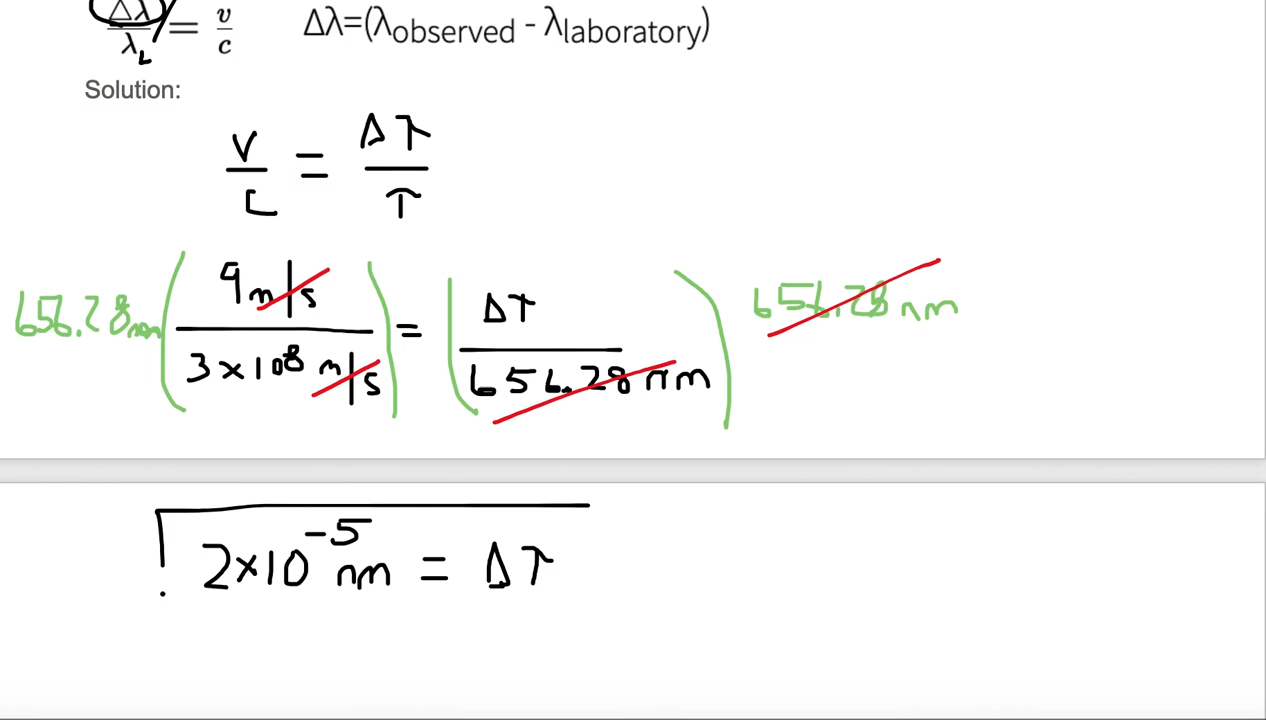 Δλ/λL = v/c Δλ=(λobserved - λlaboratory)
Solution:
v/c = Δλ/λ
656.28nm (9m/s / 3×10⁸ m/s) = (Δλ / 656.28 nm) 656.28 nm
2×10⁻⁵ nm = Δλ